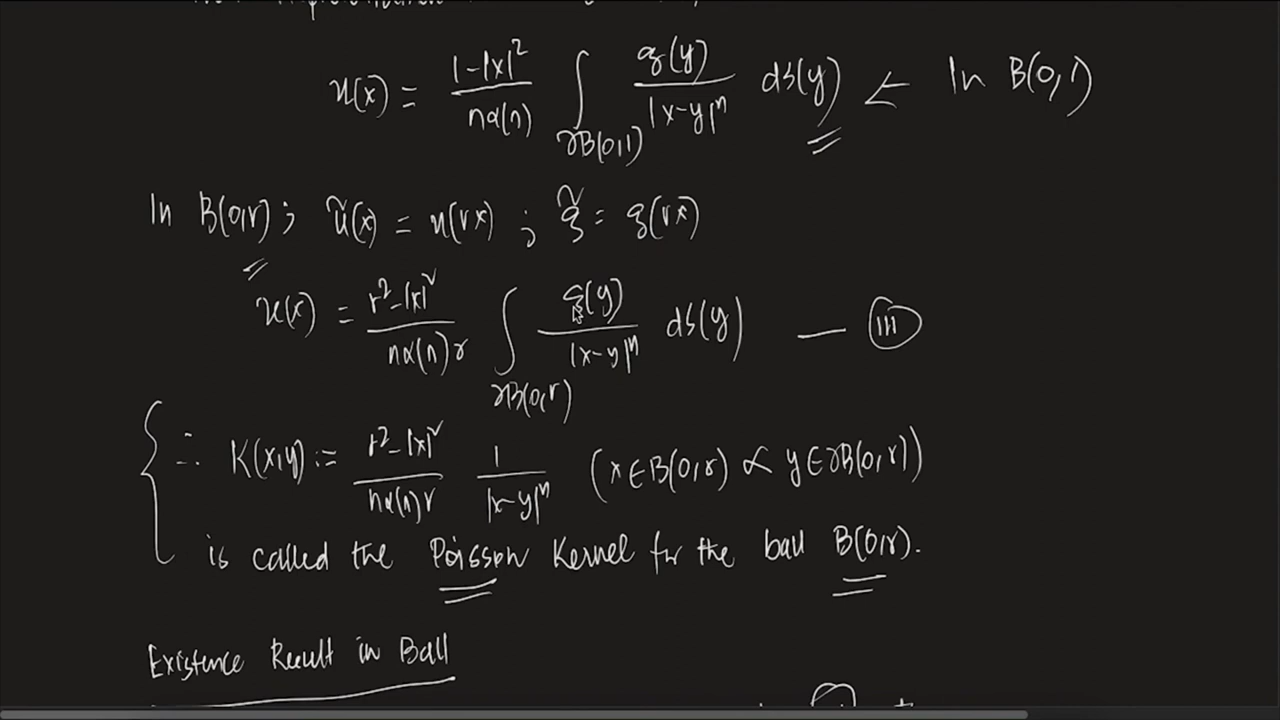 u(x) = 1-|x|² / nα(n) ∫_∂B(0,1) g(y) / |x-y|ⁿ dS(y) ← In B(0,1)
In B(0,r) ; ũ(x) = u(rx) ; g̃ = g(rx)
u(x) = r²-|x|² / nα(n)r ∫_∂B(0,r) g(y) / |x-y|ⁿ dS(y) — (III)
∴ K(x,y) := r²-|x|² / nα(n)r 1 / |x-y|ⁿ (x∈B(0,r) & y∈∂B(0,r))
is called the Poisson Kernel for the ball B(0,r).
Existence Result in Ball